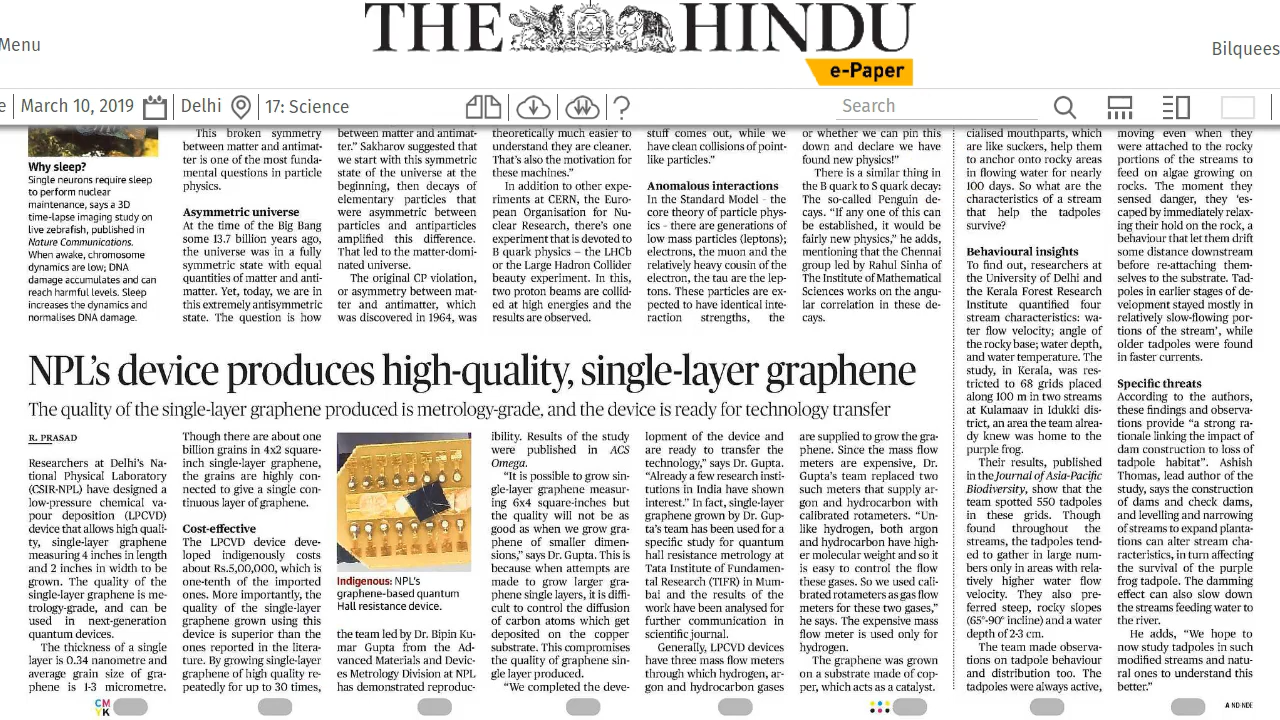 THE HINDU
e-Paper
Menu
Bilquees
e
March 10, 2019
Delhi
17: Science
?
Search
Why sleep?
Single neurons require sleep
to perform nuclear
maintenance, says a 3D
time-lapse imaging study on
live zebrafish, published in
Nature Communications.
When awake, chromosome
dynamics are low; DNA
damage accumulates and can
reach harmful levels. Sleep
increases the dynamics and
normalises DNA damage.
This broken symmetry
between matter and antimat-
ter is one of the most funda-
mental questions in particle
physics.
Asymmetric universe
At the time of the Big Bang
some 13.7 billion years ago,
the universe was in a fully
symmetric state with equal
quantities of matter and anti-
matter. Yet, today, we are in
this extremely antisymmetric
state. The question is how
between matter and antimat-
ter." Sakharov suggested that
we start with this symmetric
state of the universe at the
beginning, then decays of
elementary particles that
were asymmetric between
particles and antiparticles
amplified this difference.
That led to the matter-domi-
nated universe.
The original CP violation,
or asymmetry between mat-
ter and antimatter, which
was discovered in 1964, was
theoretically much easier to
understand they are cleaner.
That's also the motivation for
these machines."
In addition to other expe-
riments at CERN, the Euro-
pean Organisation for Nu-
clear Research, there's one
experiment that is devoted to
B quark physics – the LHCb
or the Large Hadron Collider
beauty experiment. In this,
two proton beams are collid-
ed at high energies and the
results are observed.
stuff comes out, while we
have clean collisions of point-
like particles."
Anomalous interactions
In the Standard Model - the
core theory of particle phys-
ics – there are generations of
low mass particles (leptons);
electrons, the muon and the
relatively heavy cousin of the
electron, the tau are the lep-
tons. These particles are ex-
pected to have identical inte-
raction strengths, the
or whether we can pin this
down and declare we have
found new physics!"
There is a similar thing in
the B quark to S quark decay:
The so-called Penguin de-
cays. "If any one of this can
be established, it would be
fairly new physics," he adds,
mentioning that the Chennai
group led by Rahul Sinha of
The Institute of Mathematical
Sciences works on the angu-
lar correlation in these de-
cays.
NPL's device produces high-quality, single-layer graphene
The quality of the single-layer graphene produced is metrology-grade, and the device is ready for technology transfer
R. PRASAD
Researchers at Delhi's Na-
tional Physical Laboratory
(CSIR-NPL) have designed a
low-pressure chemical va-
pour deposition (LPCVD)
device that allows high quali-
ty, single-layer graphene
measuring 4 inches in length
and 2 inches in width to be
grown. The quality of the
single-layer graphene is me-
trology-grade, and can be
used in next-generation
quantum devices.
The thickness of a single
layer is 0.34 nanometre and
average grain size of gra-
phene is 1-3 micrometre.
Though there are about one
billion grains in 4x2 square-
inch single-layer graphene,
the grains are highly con-
nected to give a single con-
tinuous layer of graphene.
Cost-effective
The LPCVD device deve-
loped indigenously costs
about Rs.5,00,000, which is
one-tenth of the imported
ones. More importantly, the
quality of the single-layer
graphene grown using this
device is superior than the
ones reported in the litera-
ture. By growing single-layer
graphene of high quality re-
peatedly for up to 30 times,
Indigenous: NPL's
graphene-based quantum
Hall resistance device.
the team led by Dr. Bipin Ku-
mar Gupta from the Ad-
vanced Materials and Devic-
es Metrology Division at NPL
has demonstrated reproduc-
ibility. Results of the study
were published in ACS
Omega.
"It is possible to grow sin-
gle-layer graphene measur-
ing 6x4 square-inches but
the quality will not be as
good as when we grow gra-
phene of smaller dimen-
sions," says Dr. Gupta. This is
because when attempts are
made to grow larger gra-
phene single layers, it is diffi-
cult to control the diffusion
of carbon atoms which get
deposited on the copper
substrate. This compromises
the quality of graphene sin-
gle layer produced.
"We completed the deve-
lopment of the device and
are ready to transfer the
technology," says Dr. Gupta.
"Already a few research insti-
tutions in India have shown
interest." In fact, single-layer
graphene grown by Dr. Gup-
ta's team has been used for a
specific study for quantum
hall resistance metrology at
Tata Institute of Fundamen-
tal Research (TIFR) in Mum-
bai and the results of the
work have been analysed for
further communication in
scientific journal.
Generally, LPCVD devices
have three mass flow meters
through which hydrogen, ar-
gon and hydrocarbon gases
are supplied to grow the gra-
phene. Since the mass flow
meters are expensive, Dr.
Gupta's team replaced two
such meters that supply ar-
gon and hydrocarbon with
calibrated rotameters. "Un-
like hydrogen, both argon
and hydrocarbon have high-
er molecular weight and so it
is easy to control the flow
these gases. So we used cali-
brated rotameters as gas flow
meters for these two gases,"
he says. The expensive mass
flow meter is used only for
hydrogen.
The graphene was grown
on a substrate made of cop-
per, which acts as a catalyst.
cialised mouthparts, which
are like suckers, help them
to anchor onto rocky areas
in flowing water for nearly
100 days. So what are the
characteristics of a stream
that help the tadpoles
survive?
Behavioural insights
To find out, researchers at
the University of Delhi and
the Kerala Forest Research
Institute quantified four
stream characteristics: wa-
ter flow velocity; angle of
the rocky base; water depth,
and water temperature. The
study, in Kerala, was res-
tricted to 68 grids placed
along 100 m in two streams
at Kulamaav in Idukki dis-
trict, an area the team alrea-
dy knew was home to the
purple frog.
Their results, published
in the Journal of Asia-Pacific
Biodiversity, show that the
team spotted 550 tadpoles
in these grids. Though
found throughout the
streams, the tadpoles tend-
ed to gather in large num-
bers only in areas with rela-
tively higher water flow
velocity. They also pre-
ferred steep, rocky slopes
(65°-90° incline) and a water
depth of 2-3 cm.
The team made observa-
tions on tadpole behaviour
and distribution too. The
tadpoles were always active,
moving even when they
were attached to the rocky
portions of the streams to
feed on algae growing on
rocks. The moment they
sensed danger, they 'es-
caped by immediately relax-
ing their hold on the rock, a
behaviour that let them drift
some distance downstream
before re-attaching them-
selves to the substrate. Tad-
poles in earlier stages of de-
velopment stayed mostly in
relatively slow-flowing por-
tions of the stream', while
older tadpoles were found
in faster currents.
Specific threats
According to the authors,
these findings and observa-
tions provide "a strong ra-
tionale linking the impact of
dam construction to loss of
tadpole habitat". Ashish
Thomas, lead author of the
study, says the construction
of dams and check dams,
and levelling and narrowing
of streams to expand planta-
tions can alter stream cha-
racteristics, in turn affecting
the survival of the purple
frog tadpole. The damming
effect can also slow down
the streams feeding water to
the river.
He adds, "We hope to
now study tadpoles in such
modified streams and natu-
ral ones to understand this
better."
CM
YK
A ND-NDE